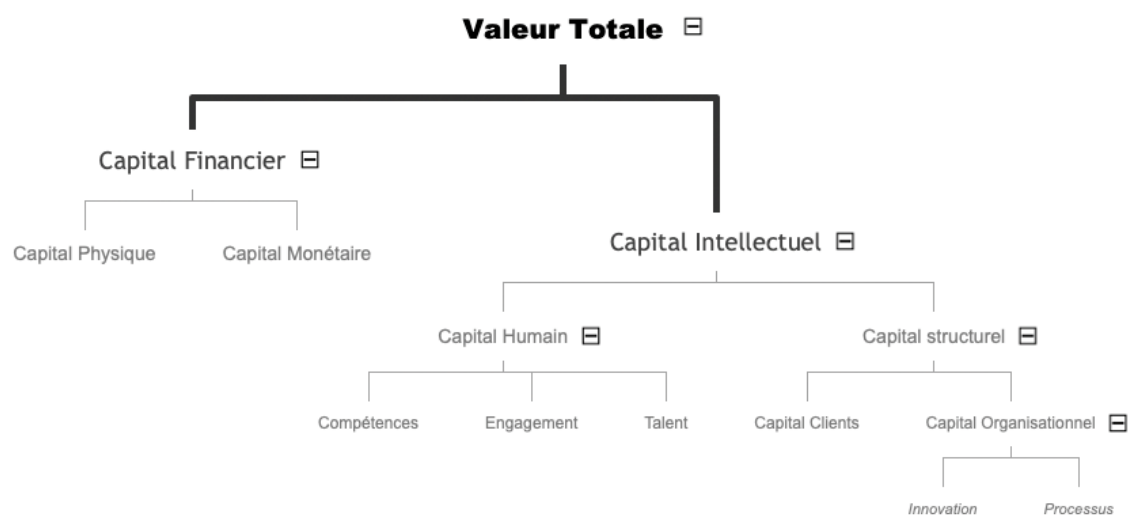 Valeur Totale
Capital Financier
Capital Physique
Capital Monétaire
Capital Intellectuel
Capital Humain
Capital structurel
Compétences
Engagement
Talent
Capital Clients
Capital Organisationnel
Innovation
Processus